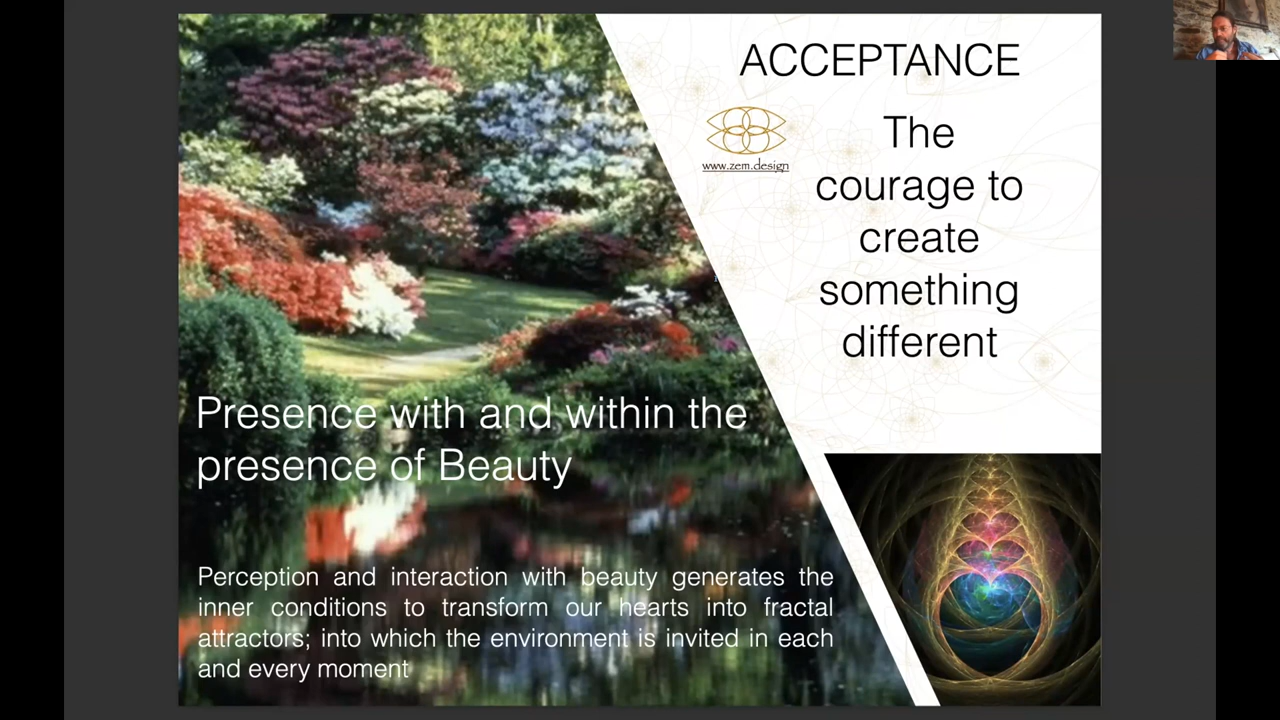 ACCEPTANCE
www.zem.design
The
courage to
create
something
different
Presence with and within the
presence of Beauty
Perception and interaction with beauty generates the
inner conditions to transform our hearts into fractal
attractors; into which the environment is invited in each
and every moment